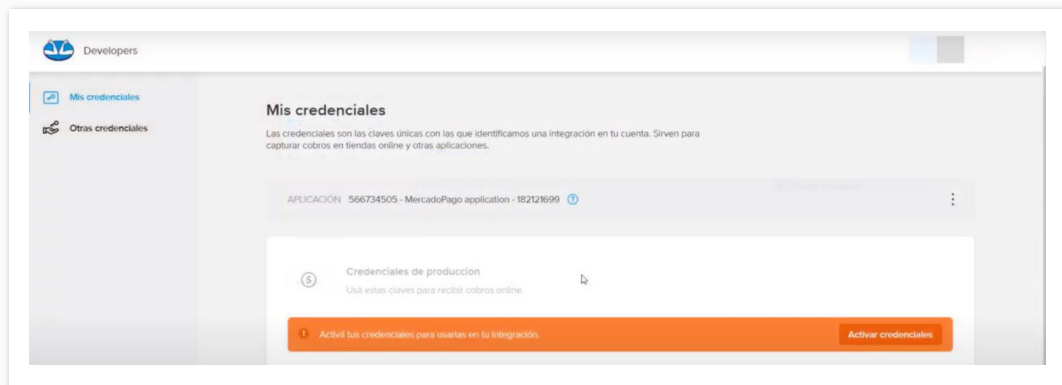 Developers
Mis credenciales
Otras credenciales
Mis credenciales
Las credenciales son las claves únicas con las que identificamos una integración en tu cuenta. Sirven para
capturar cobros en tiendas online y otras aplicaciones.
APLICACIÓN 566734505 - MercadoPago application - 182121699 ?
Credenciales de producción
Usá estas claves para recibir cobros online.
Activá tus credenciales para usarlas en tu integración.
Activar credenciales